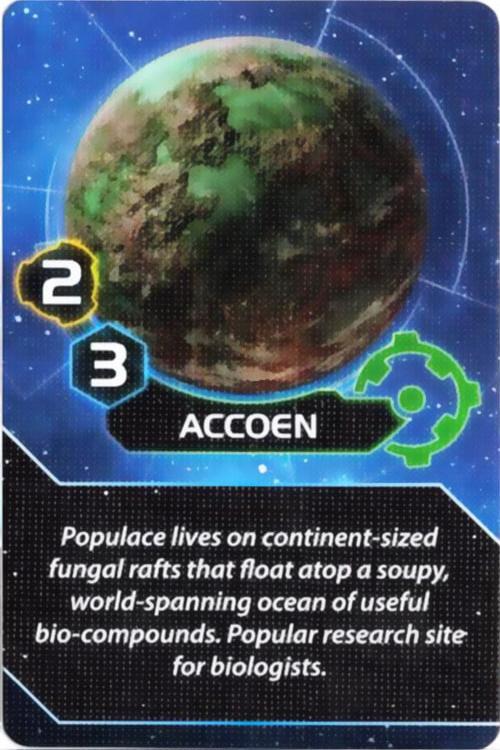 2
3
ACCOEN
Populace lives on continent-sized
fungal rafts that float atop a soupy,
world-spanning ocean of useful
bio-compounds. Popular research site
for biologists.